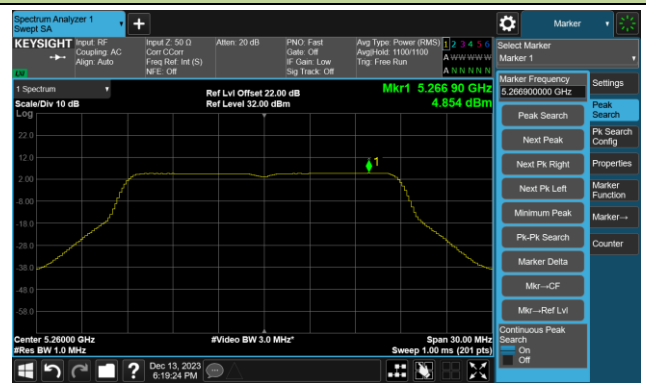 Spectrum Analyzer 1
Swept SA
Marker
KEYSIGHT
Input: RF
Coupling: AC
Align: Auto
Input Z: 50 Ω
Corr CCorr
Freq Ref: Int (S)
NFE: Off
Atten: 20 dB
PNO: Fast
Gate: Off
IF Gain: Low
Sig Track: Off
Avg Type: Power (RMS)
Avg|Hold: 1100/1100
Trig: Free Run
1 2 3 4 5 6
A W W W W W
A N N N N N
Select Marker
Marker 1
LW
1 Spectrum
Scale/Div 10 dB
Log
Ref Lvl Offset 22.00 dB
Ref Level 32.00 dBm
Mkr1 5.266 90 GHz
4.854 dBm
22.0
12.0
2.00
-8.00
-18.0
-28.0
-38.0
-48.0
-58.0
1
Center 5.26000 GHz
#Res BW 1.0 MHz
#Video BW 3.0 MHz*
Span 30.00 MHz
Sweep 1.00 ms (201 pts)
Marker Frequency
5.266900000 GHz
Peak Search
Next Peak
Next Pk Right
Next Pk Left
Minimum Peak
Pk-Pk Search
Marker Delta
Mkr→CF
Mkr→Ref Lvl
Continuous Peak
Search
On
Off
Settings
Peak
Search
Pk Search
Config
Properties
Marker
Function
Marker→
Counter
?
Dec 13, 2023
6:19:24 PM